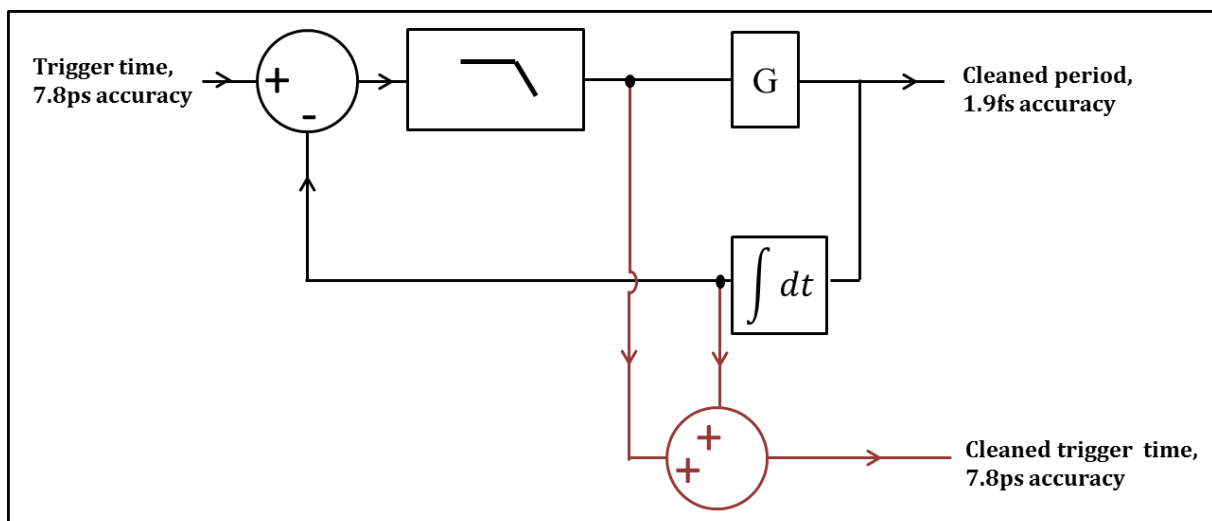 Trigger time,
7.8ps accuracy
+
-
G
Cleaned period,
1.9fs accuracy
∫ dt
+
+
Cleaned trigger time,
7.8ps accuracy